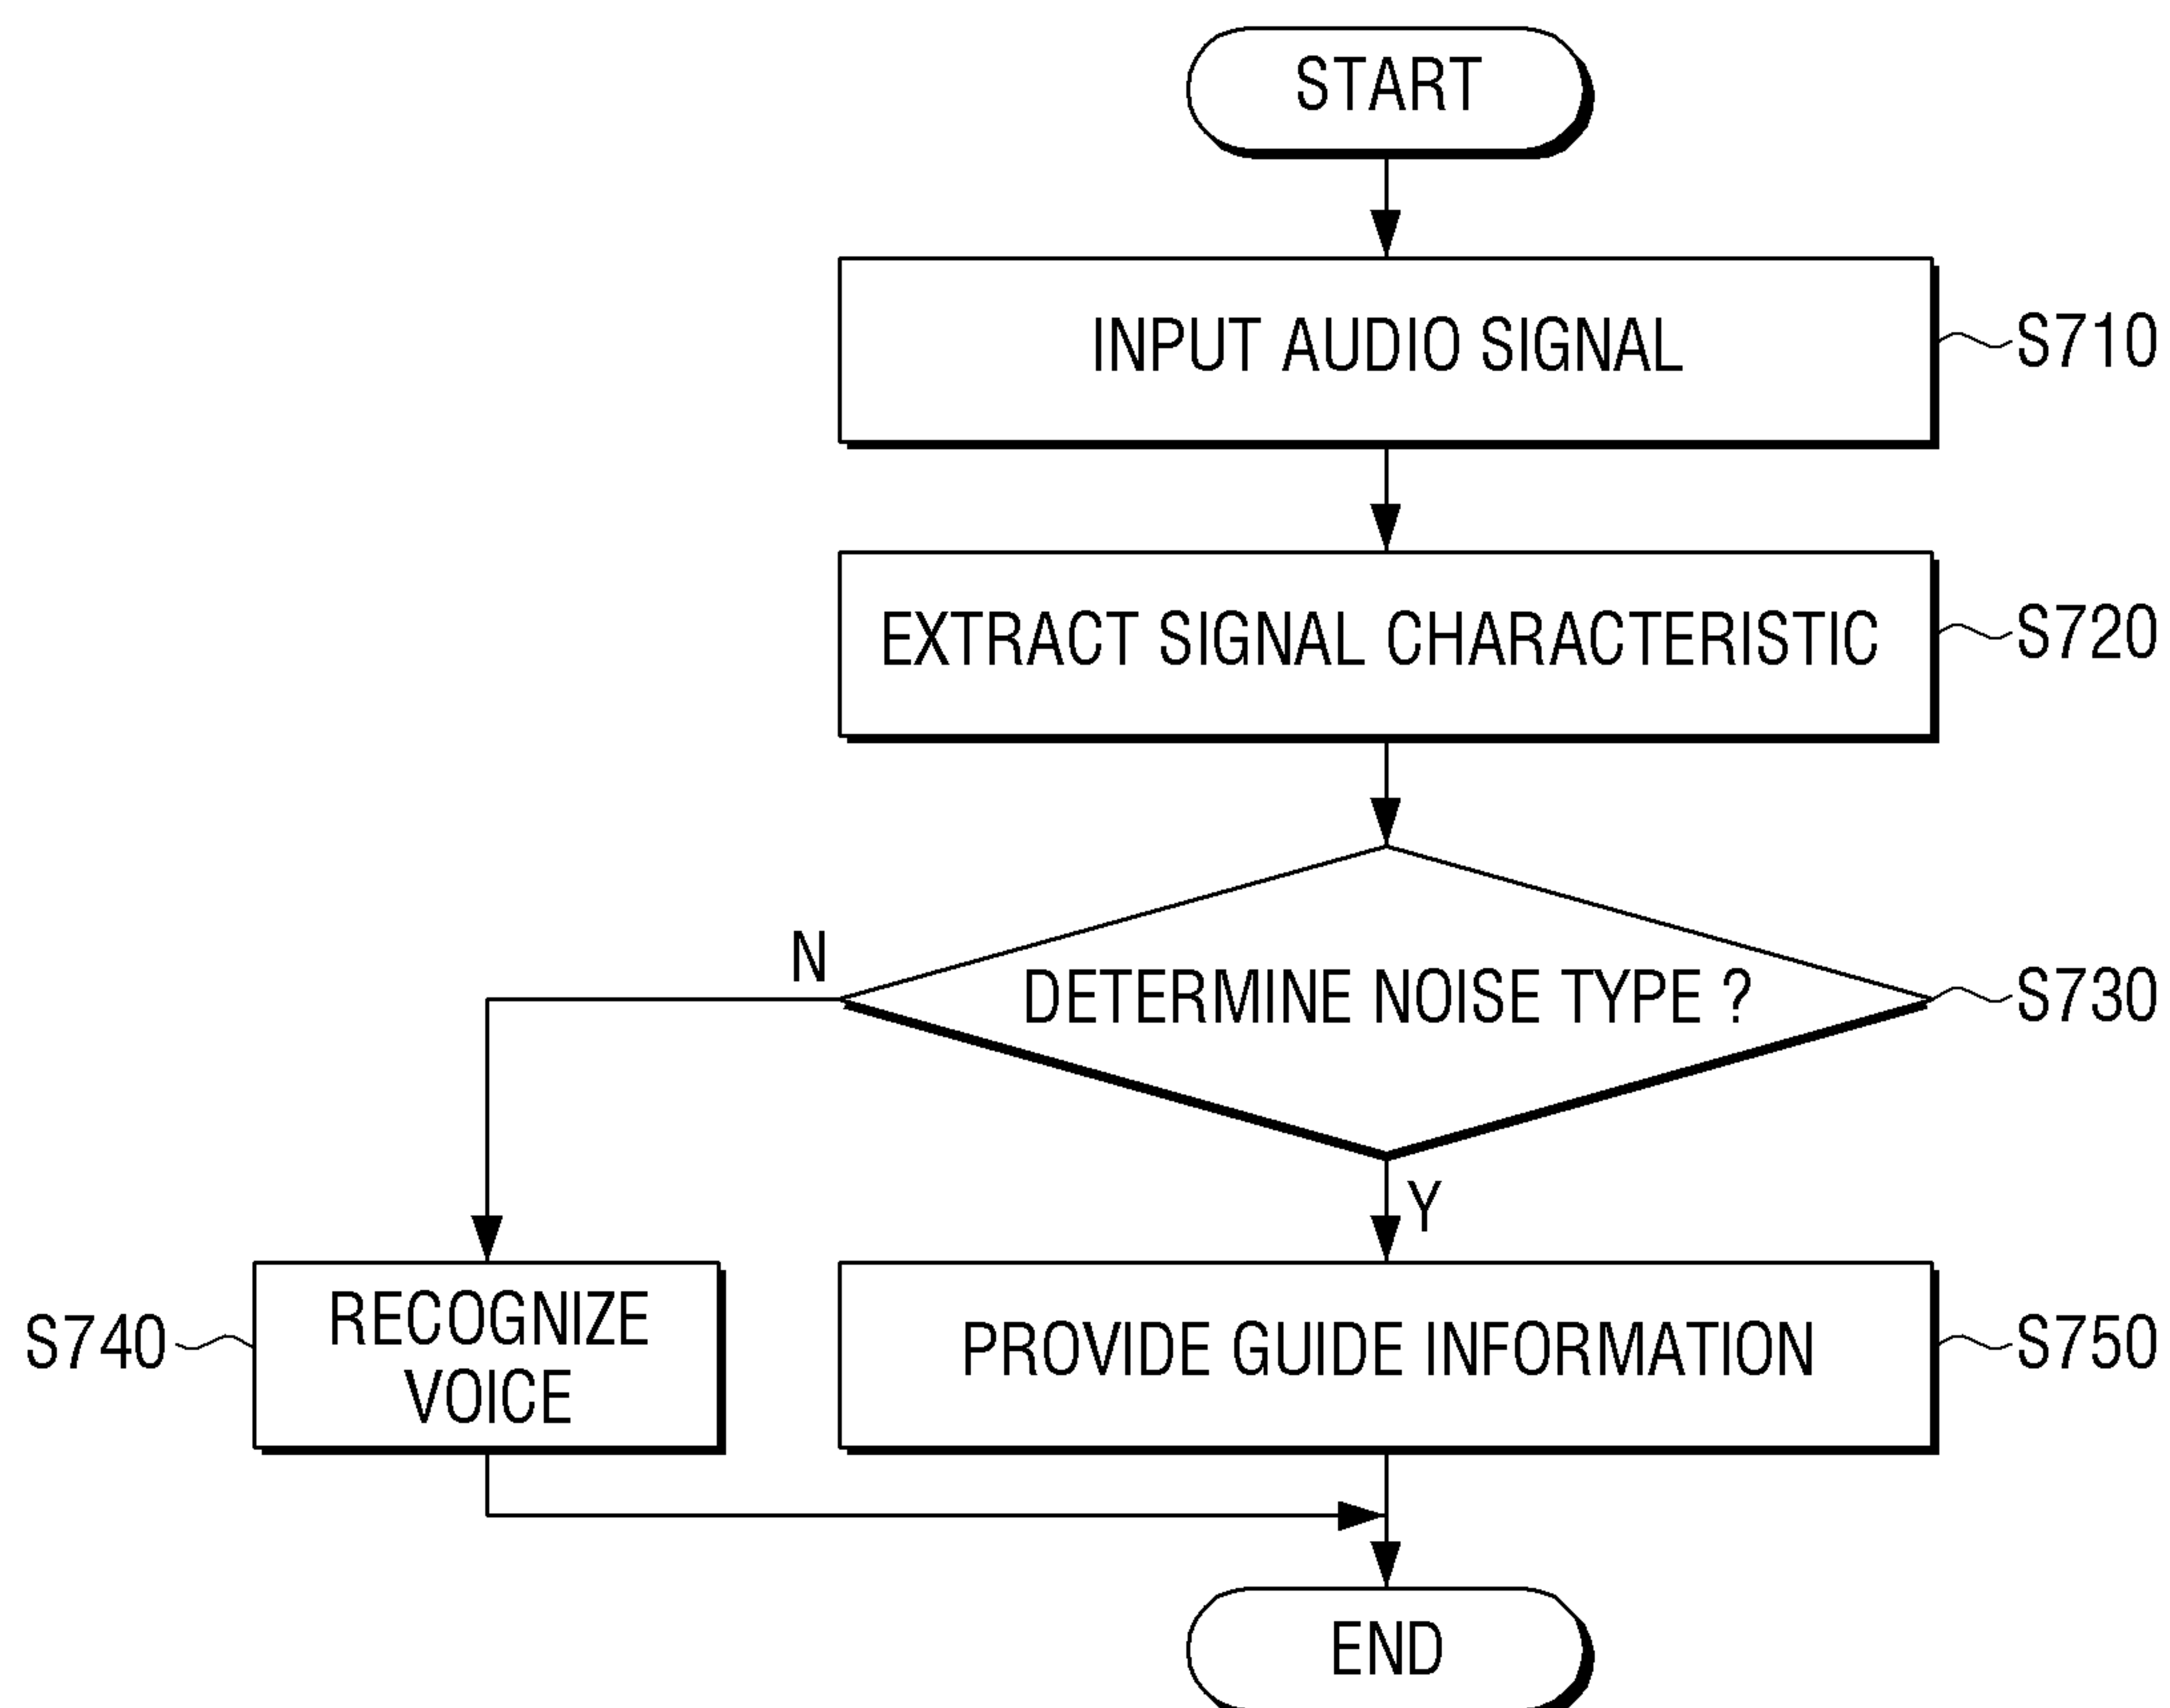 START
INPUT AUDIO SIGNAL
S710
EXTRACT SIGNAL CHARACTERISTIC
S720
N
DETERMINE NOISE TYPE ?
S730
Y
S740
RECOGNIZE
VOICE
PROVIDE GUIDE INFORMATION
S750
END